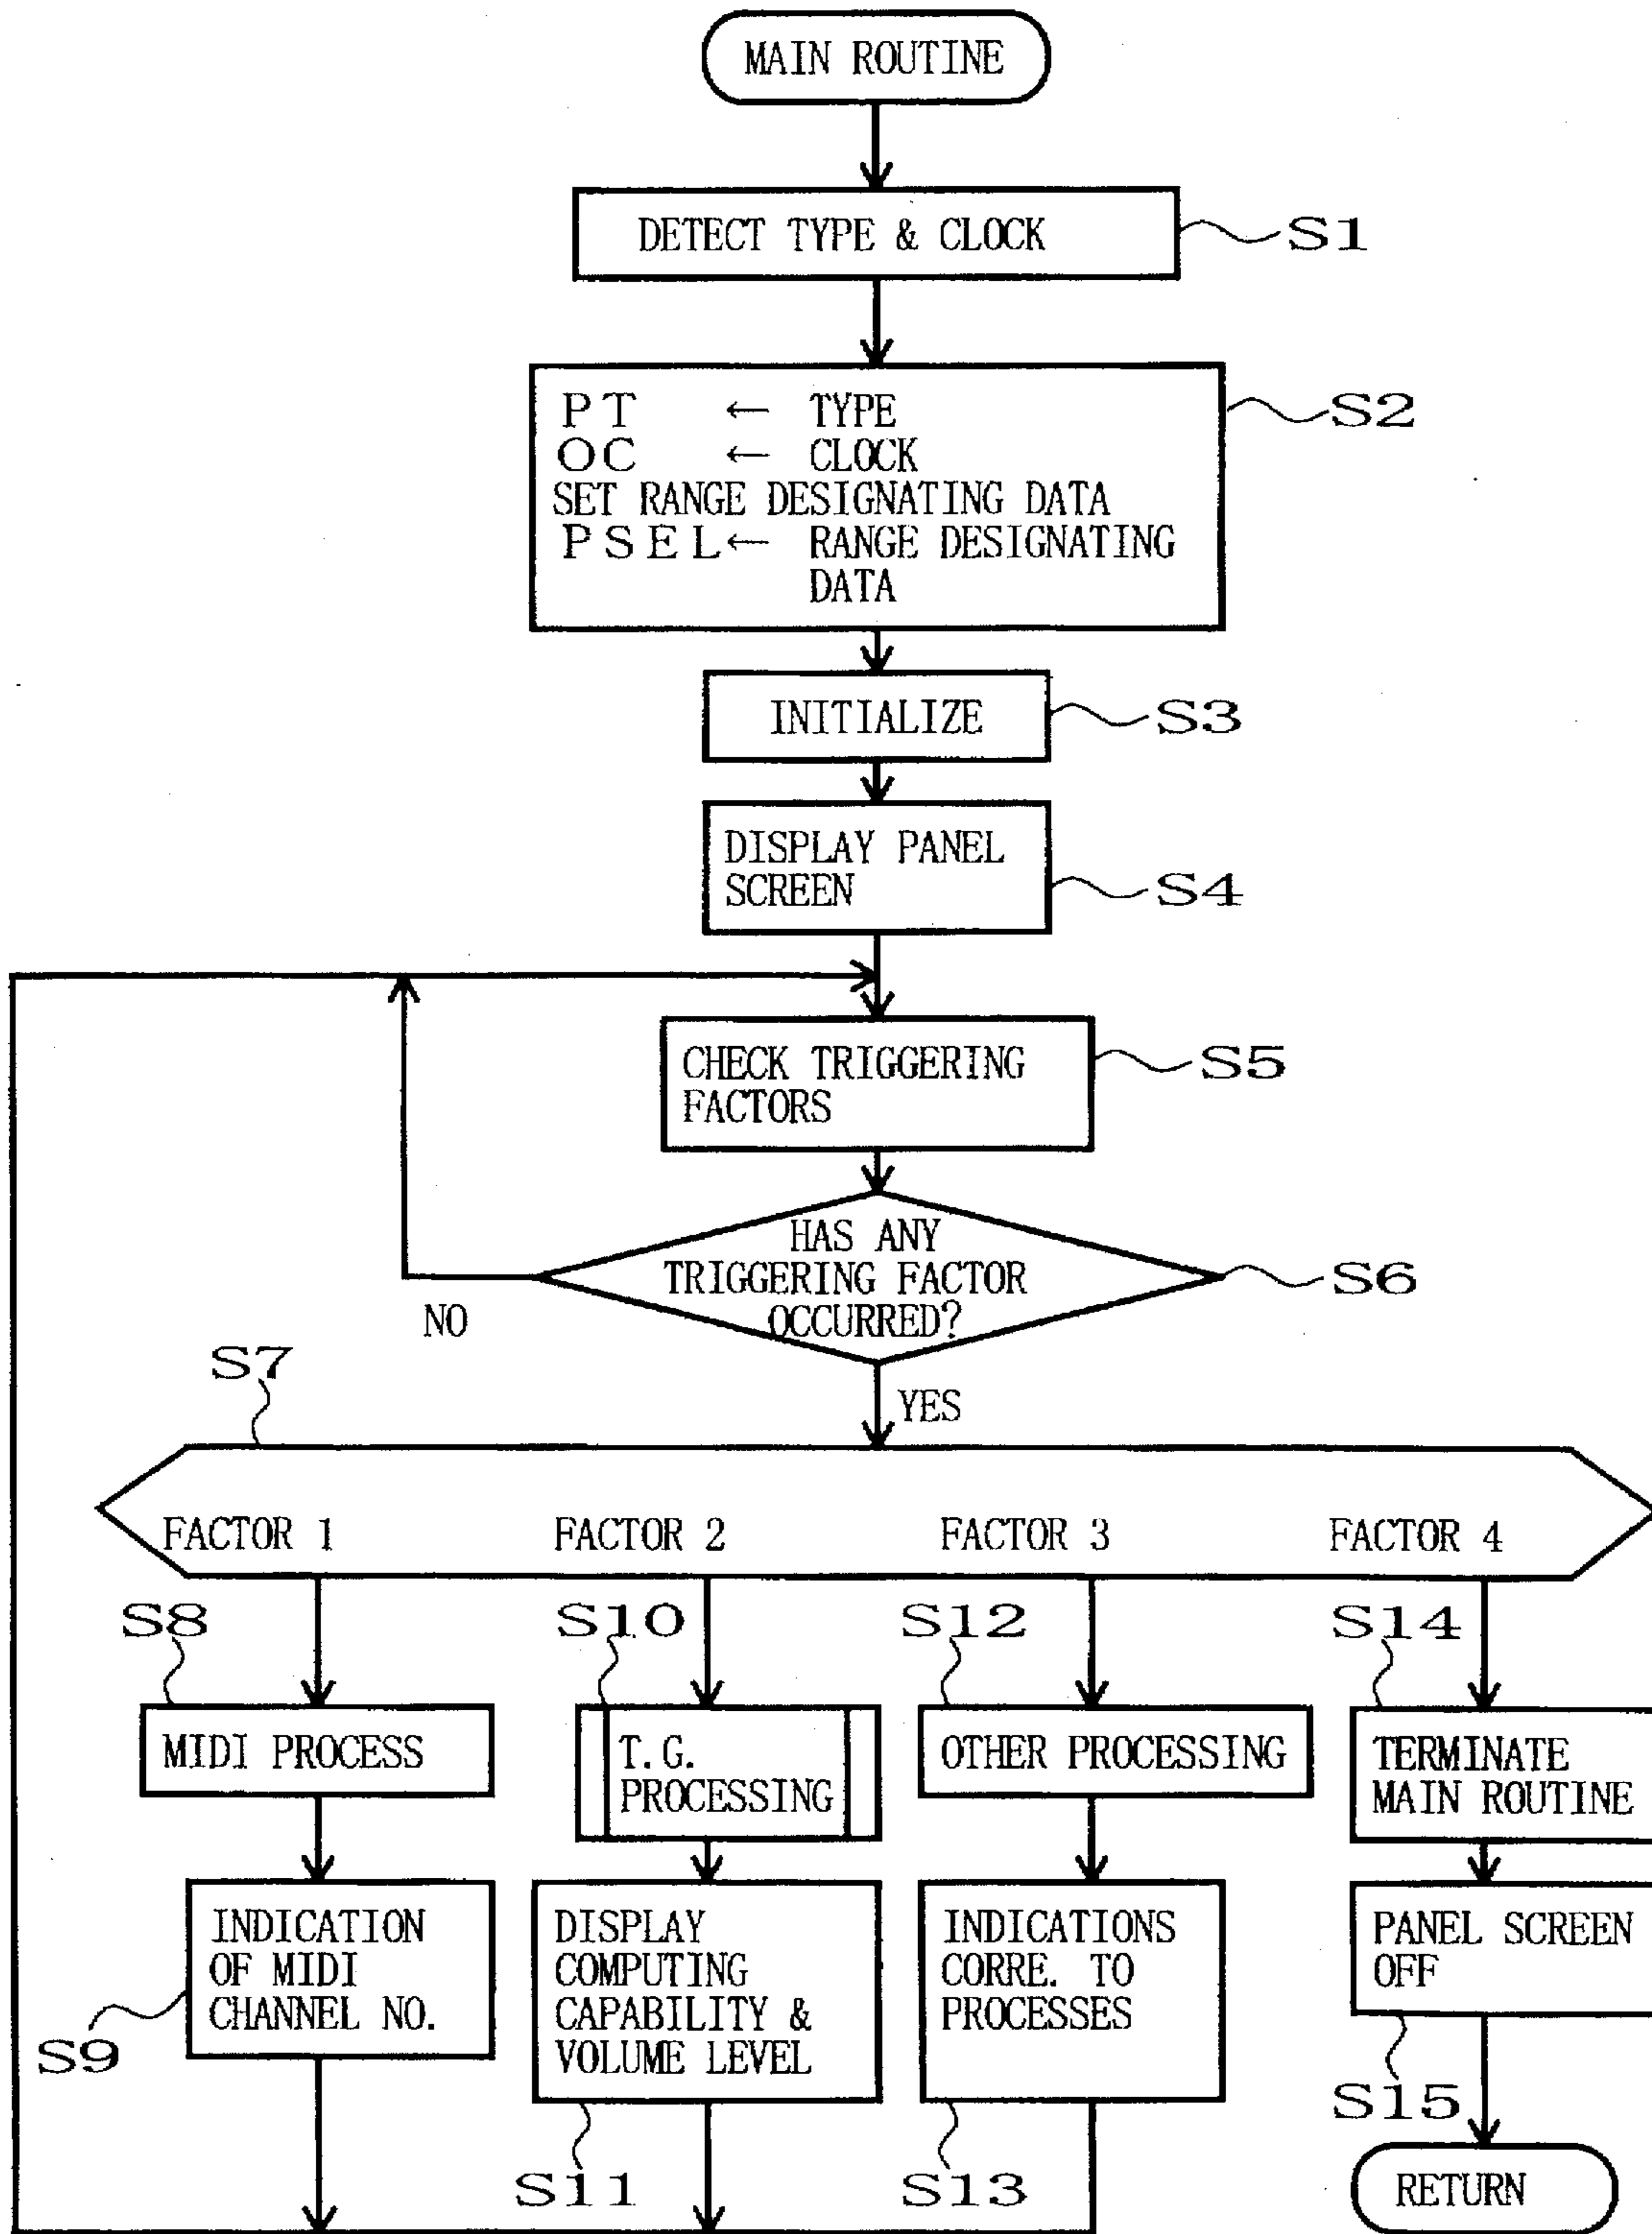 MAIN ROUTINE
DETECT TYPE & CLOCK
S1
PT ← TYPE
OC ← CLOCK
SET RANGE DESIGNATING DATA
PSEL← RANGE DESIGNATING
DATA
S2
INITIALIZE
S3
DISPLAY PANEL
SCREEN
S4
CHECK TRIGGERING
FACTORS
S5
HAS ANY
TRIGGERING FACTOR
OCCURRED?
S6
NO
YES
S7
FACTOR 1
FACTOR 2
FACTOR 3
FACTOR 4
S8
S10
S12
S14
MIDI PROCESS
T.G.
PROCESSING
OTHER PROCESSING
TERMINATE
MAIN ROUTINE
INDICATION
OF MIDI
CHANNEL NO.
S9
DISPLAY
COMPUTING
CAPABILITY &
VOLUME LEVEL
S11
INDICATIONS
CORRE. TO
PROCESSES
S13
PANEL SCREEN
OFF
S15
RETURN